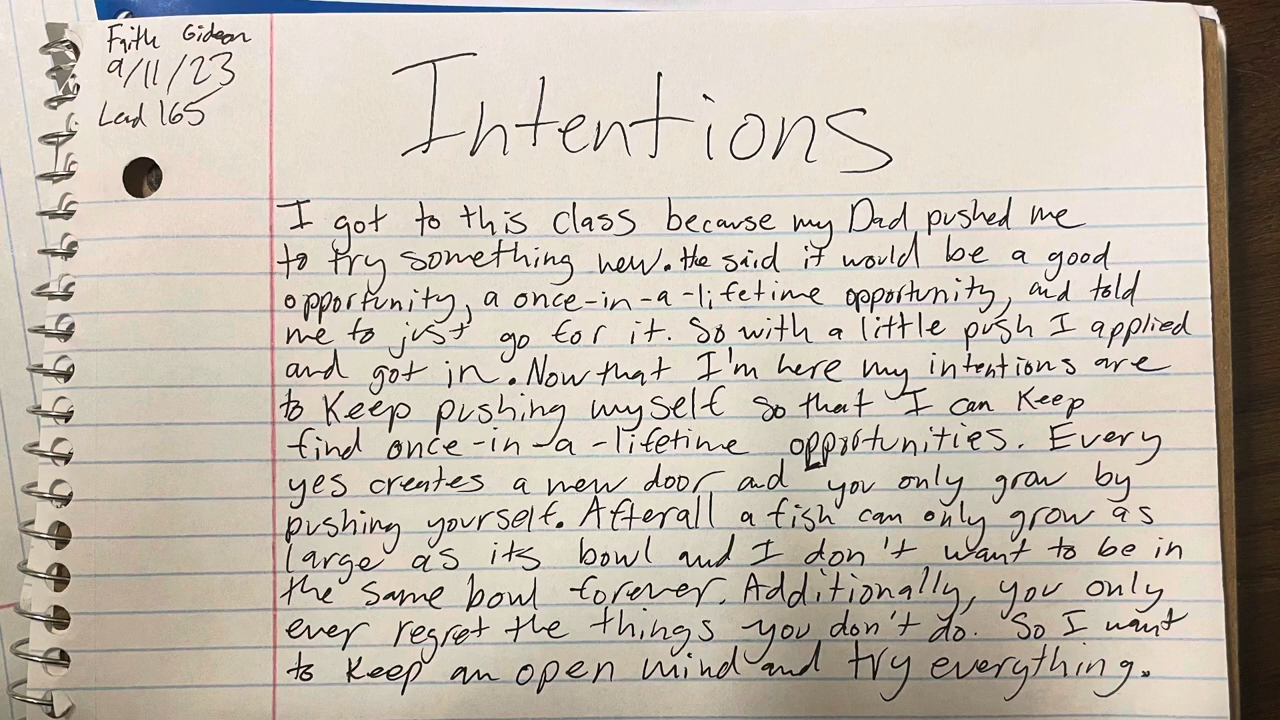 Faith Gideon
9/11/23
Lead 165
Intentions
I got to this class because my Dad pushed me
to try something new. He said it would be a good
opportunity, a once-in-a-lifetime opportunity, and told
me to just go for it. So with a little push I applied
and got in. Now that I'm here my intentions are
to keep pushing myself so that I can keep
find once-in-a-lifetime opportunities. Every
yes creates a new door and you only grow by
pushing yourself. Afterall a fish can only grow as
large as its bowl and I don't want to be in
the same bowl forever. Additionally, you only
ever regret the things you don't do. So I want
to keep an open mind and try everything.